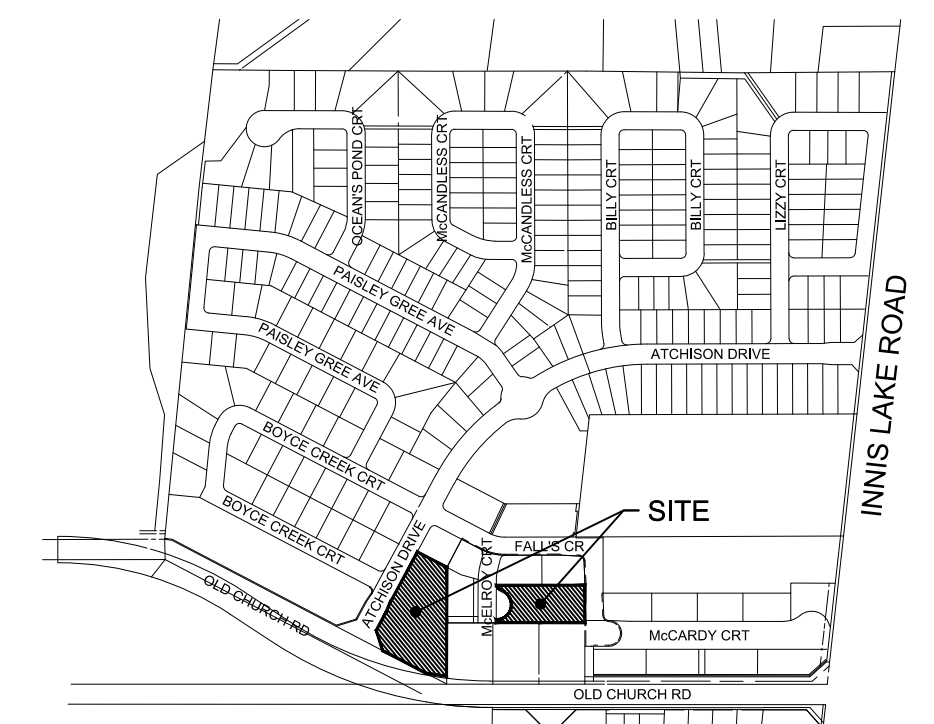 OCEAN'S POND CRT
McCANDLESS CRT
McCANDLESS CRT
BILLY CRT
BILLY CRT
LIZZY CRT
PAISLEY GREE AVE
PAISLEY GREE AVE
ATCHISON DRIVE
INNIS LAKE ROAD
BOYCE CREEK CRT
BOYCE CREEK CRT
ATCHISON DRIVE
SITE
FALL'S CR
McELROY CRT
OLD CHURCH RD
McCARDY CRT
OLD CHURCH RD